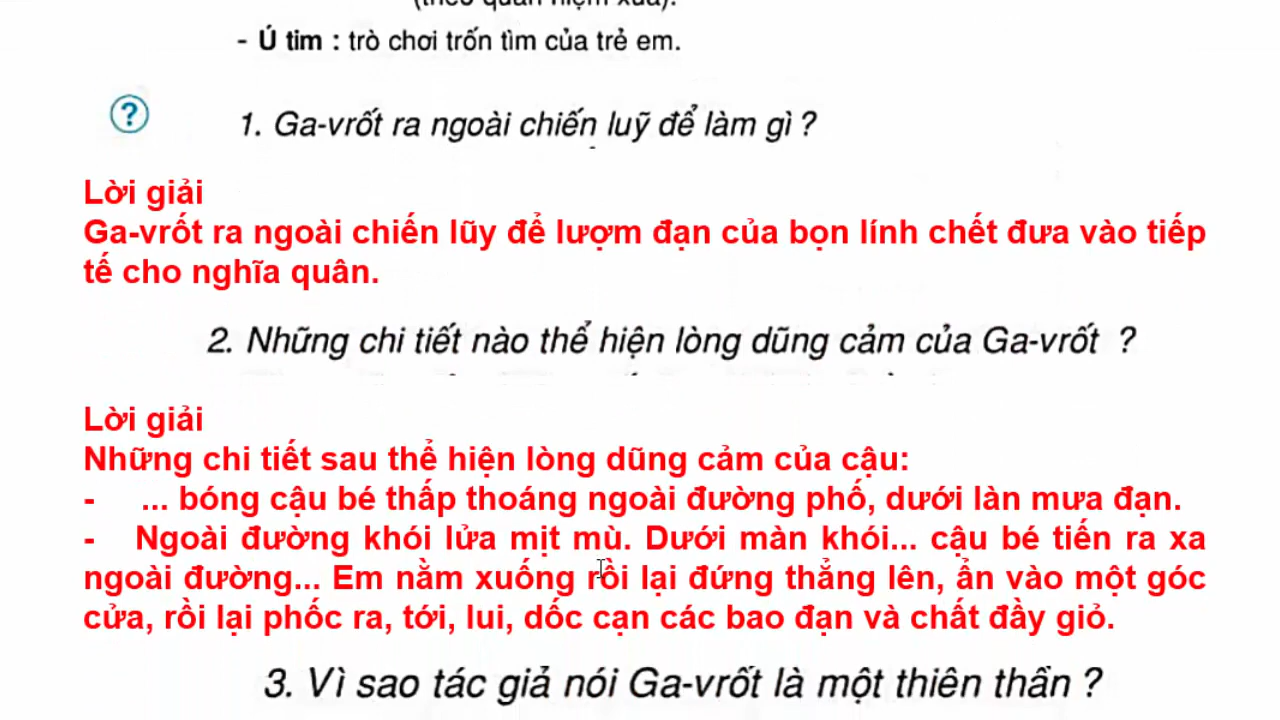 (theo quan niệm xưa).
- Ú tim : trò chơi trốn tìm của trẻ em.
? 1. Ga-vrốt ra ngoài chiến luỹ để làm gì ?
Lời giải
Ga-vrốt ra ngoài chiến lũy để lượm đạn của bọn lính chết đưa vào tiếp
tế cho nghĩa quân.
2. Những chi tiết nào thể hiện lòng dũng cảm của Ga-vrốt ?
Lời giải
Những chi tiết sau thể hiện lòng dũng cảm của cậu:
- ... bóng cậu bé thấp thoáng ngoài đường phố, dưới làn mưa đạn.
- Ngoài đường khói lửa mịt mù. Dưới màn khói... cậu bé tiến ra xa
ngoài đường... Em nằm xuống rồi lại đứng thẳng lên, ẩn vào một góc
cửa, rồi lại phốc ra, tới, lui, dốc cạn các bao đạn và chất đầy giỏ.
3. Vì sao tác giả nói Ga-vrốt là một thiên thần ?